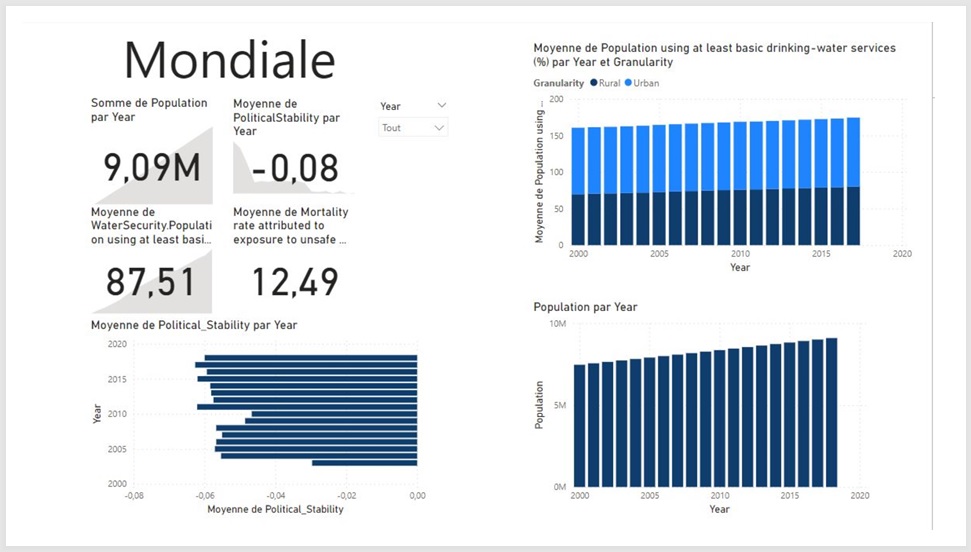 Mondiale
Somme de Population
par Year
9,09M
Moyenne de
PoliticalStability par
Year
-0,08
Year
Tout
Moyenne de
WaterSecurity.Populati
on using at least basi...
87,51
Moyenne de Mortality
rate attributed to
exposure to unsafe ...
12,49
Moyenne de Political_Stability par Year
Year
2020
2015
2010
2005
2000
-0,08
-0,06
-0,04
-0,02
0,00
Moyenne de Political_Stability
Moyenne de Population using at least basic drinking-water services
(%) par Year et Granularity
Granularity Rural Urban
Moyenne de Population using ...
200
150
100
50
0
2000
2005
2010
2015
2020
Year
Population par Year
Population
10M
5M
0M
2000
2005
2010
2015
2020
Year